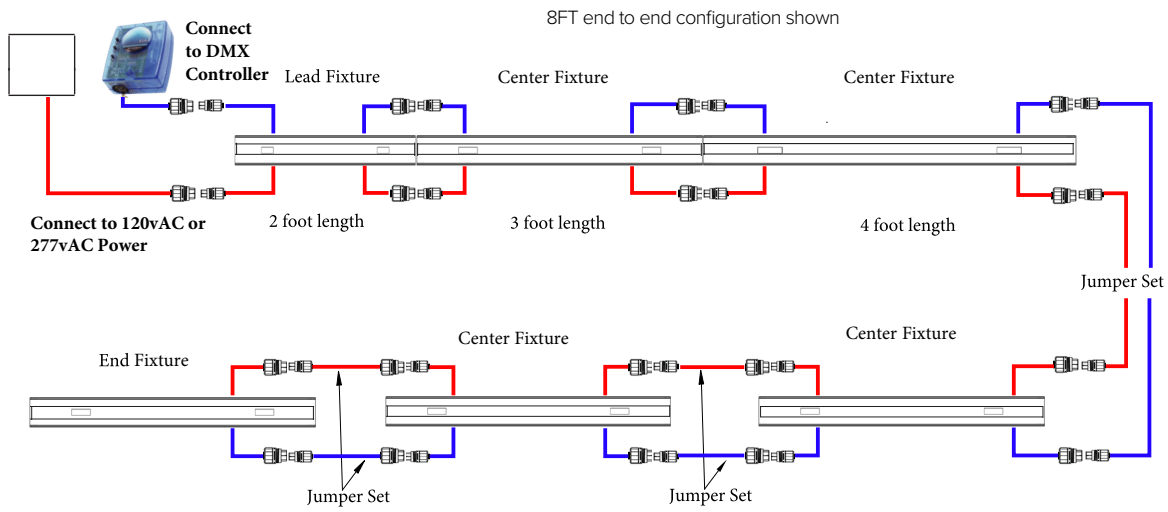 8FT end to end configuration shown
Connect
to DMX
Controller
Lead Fixture
Center Fixture
Center Fixture
Connect to 120vAC or
277vAC Power
2 foot length
3 foot length
4 foot length
Jumper Set
End Fixture
Center Fixture
Center Fixture
Jumper Set
Jumper Set